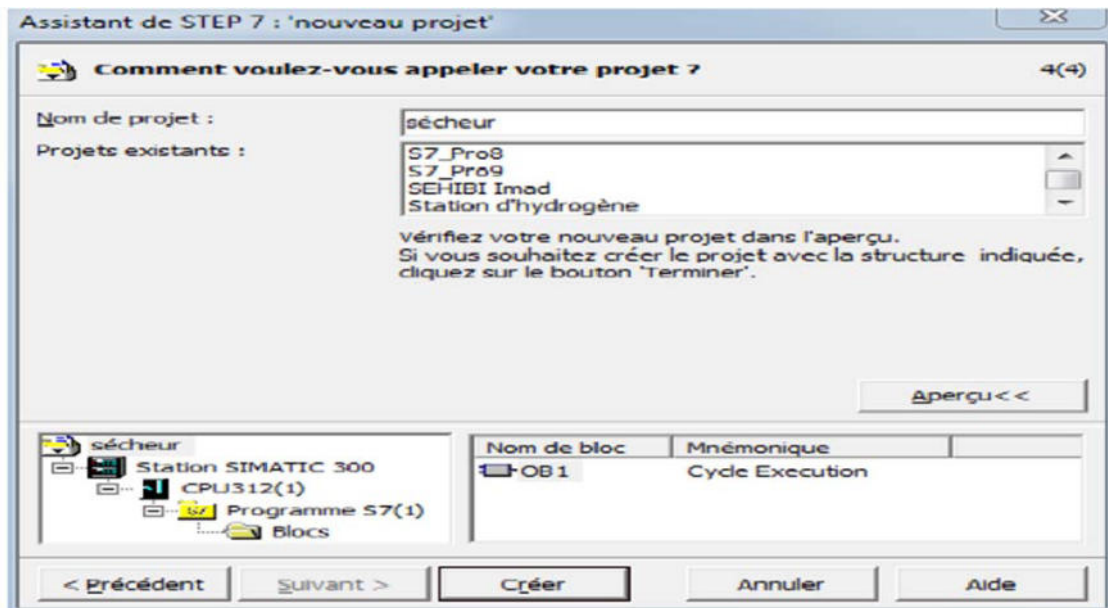 Assistant de STEP 7 : 'nouveau projet'
Comment voulez-vous appeler votre projet ? 4(4)
Nom de projet : sécheur
Projets existants : S7_Pro8
S7_Pro9
SEHIBI Imad
Station d'hydrogène
Vérifiez votre nouveau projet dans l'aperçu.
Si vous souhaitez créer le projet avec la structure indiquée,
cliquez sur le bouton 'Terminer'.
Aperçu<<
sécheur
Station SIMATIC 300
CPU312(1)
Programme S7(1)
Blocs
Nom de bloc Mnémonique
OB1 Cycle Execution
< Précédent Suivant > Créer Annuler Aide